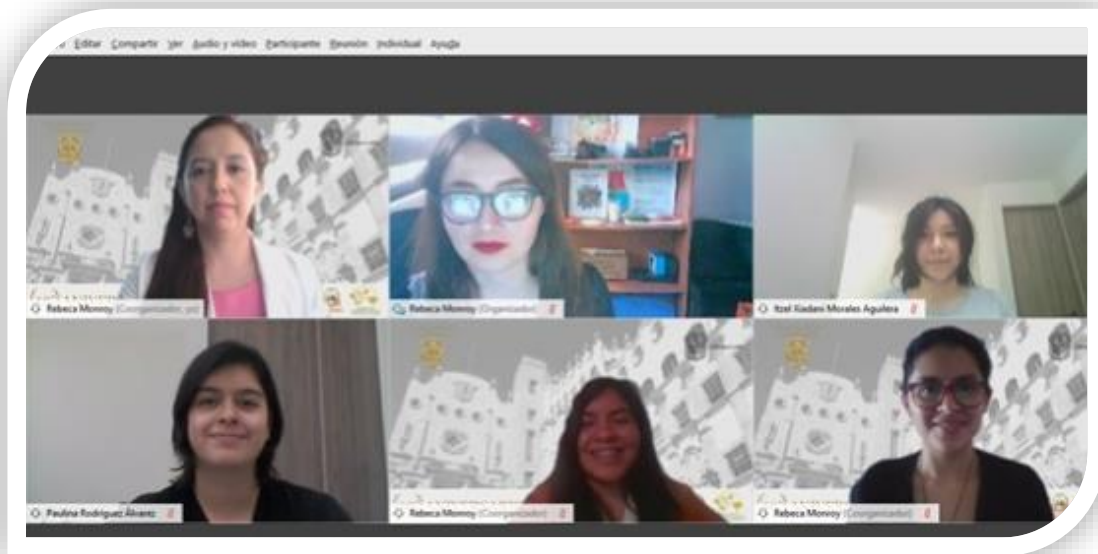 Editar Compartir Ver Audio y vídeo Participante Reunión Individual Ayuda
Rebeca Monroy (Coorganizador, yo)
Rebeca Monroy (Organizador)
Itzel Xiadani Morales Aguilera
Paulina Rodríguez Álvarez
Rebeca Monroy (Coorganizador)
Rebeca Monroy (Coorganizador)